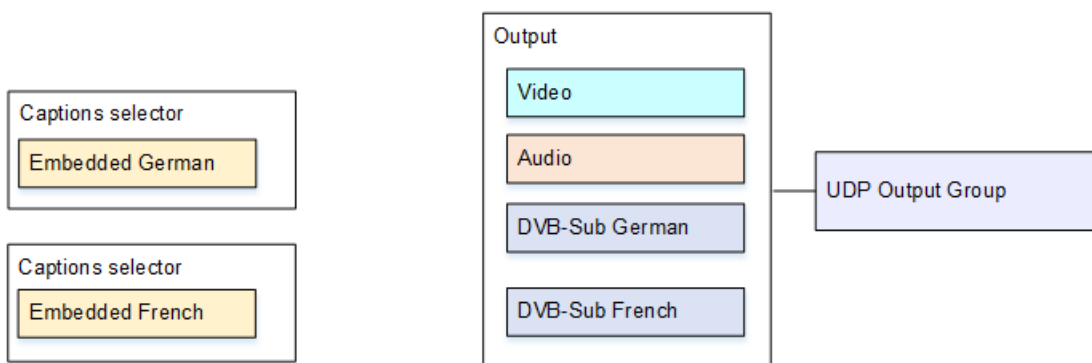 Captions selector
Embedded German
Captions selector
Embedded French
Output
Video
Audio
DVB-Sub German
DVB-Sub French
UDP Output Group